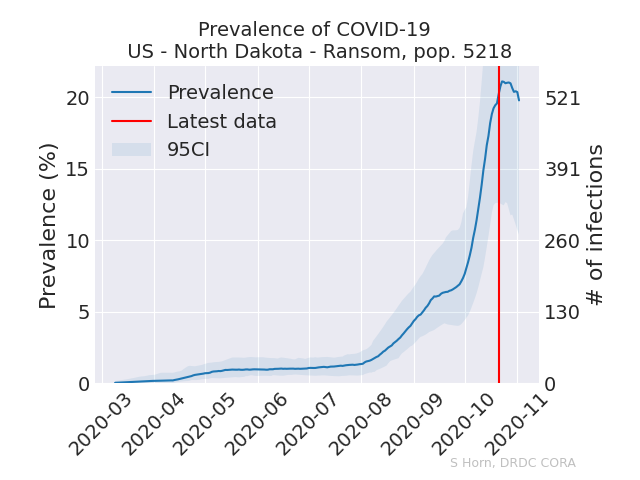 Prevalence of COVID-19
US - North Dakota - Ransom, pop. 5218
Prevalence
Latest data
95CI
Prevalence (%)
20
15
10
5
0
521
391
260
130
0
# of infections
2020-03
2020-04
2020-05
2020-06
2020-07
2020-08
2020-09
2020-10
2020-11
S Horn, DRDC CORA